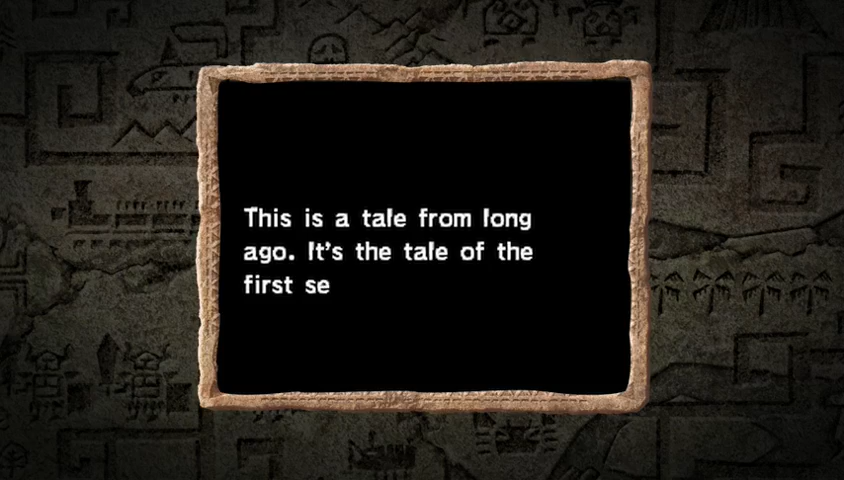 This is a tale from long
ago. It's the tale of the
first se